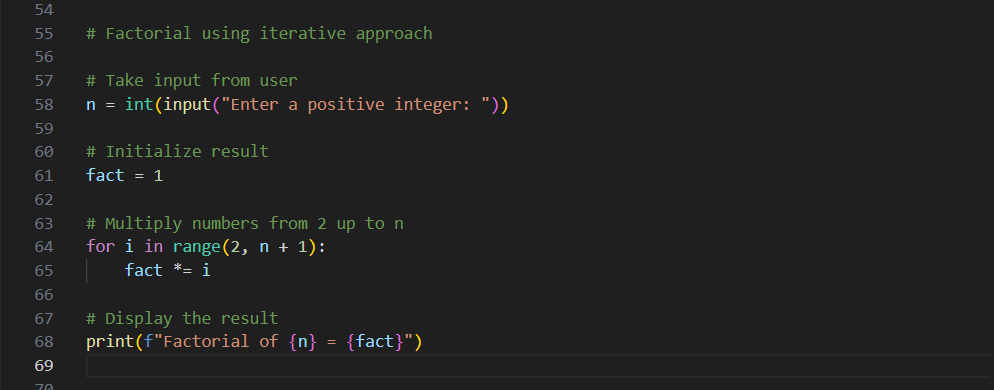 54
55 # Factorial using iterative approach
56
57 # Take input from user
58 n = int(input("Enter a positive integer: "))
59
60 # Initialize result
61 fact = 1
62
63 # Multiply numbers from 2 up to n
64 for i in range(2, n + 1):
65     fact *= i
66
67 # Display the result
68 print(f"Factorial of {n} = {fact}")
69
70